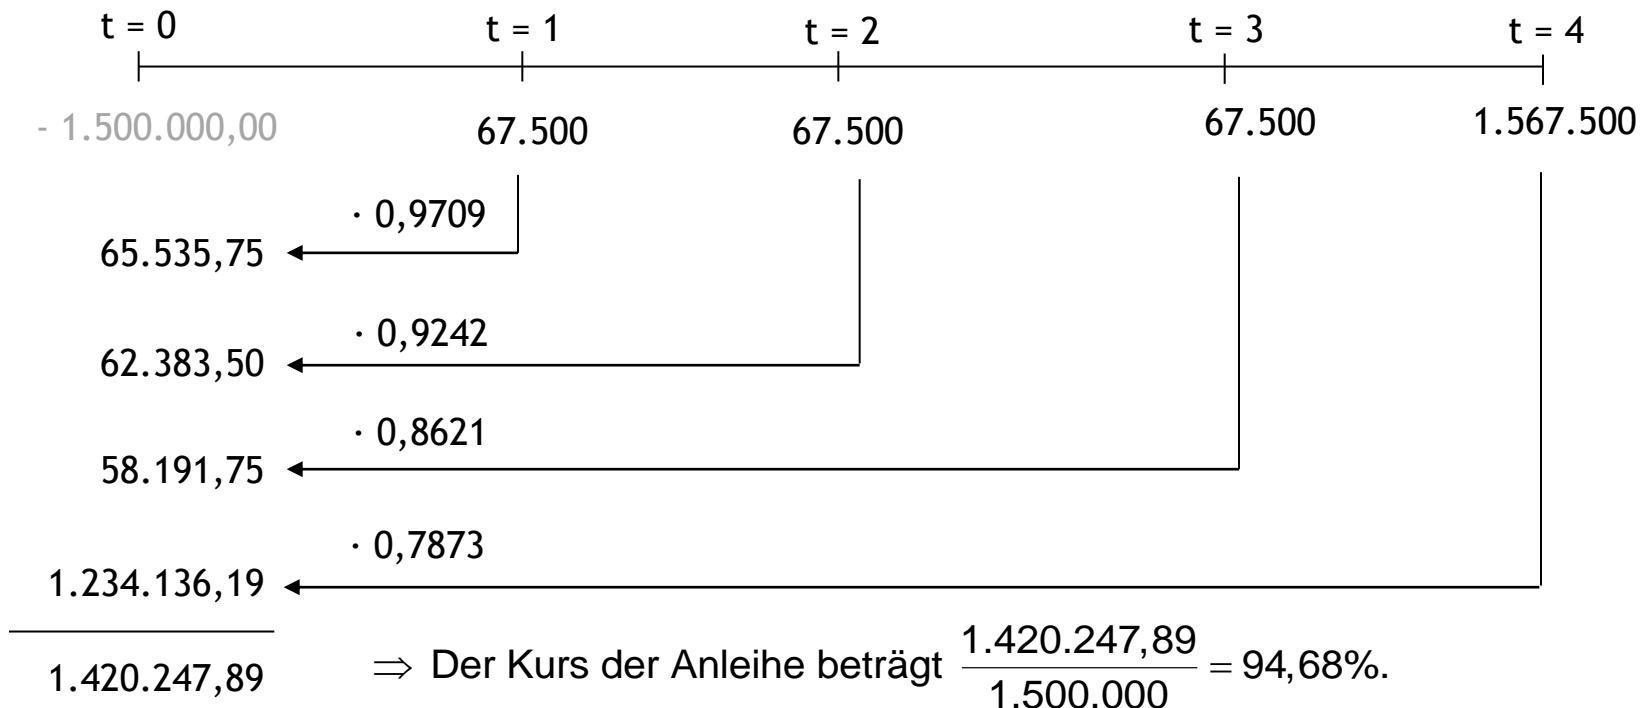 t = 0 t = 1 t = 2 t = 3 t = 4
- 1.500.000,00 67.500 67.500 67.500 1.567.500
· 0,9709
65.535,75
· 0,9242
62.383,50
· 0,8621
58.191,75
· 0,7873
1.234.136,19
1.420.247,89 ⇒ Der Kurs der Anleihe beträgt 1.420.247,89 / 1.500.000 = 94,68%.